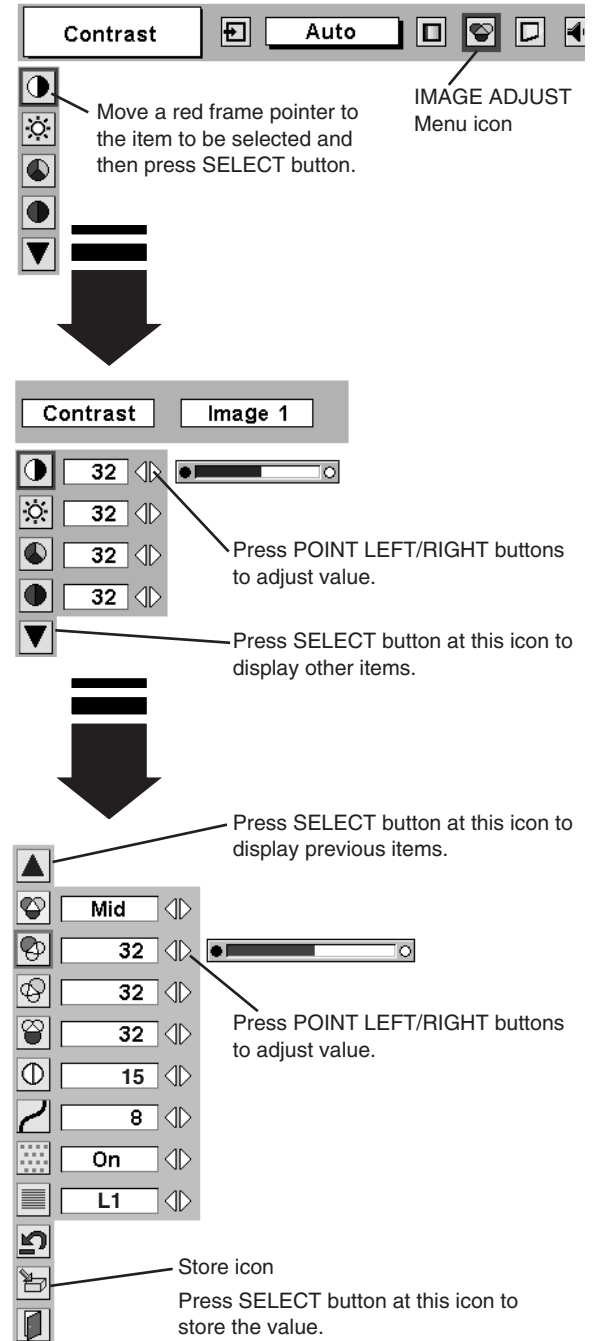 Contrast
Auto
Move a red frame pointer to
the item to be selected and
then press SELECT button.
IMAGE ADJUST
Menu icon
Contrast
Image 1
32
32
32
32
Press POINT LEFT/RIGHT buttons
to adjust value.
Press SELECT button at this icon to
display other items.
Press SELECT button at this icon to
display previous items.
Mid
32
32
32
15
8
On
L1
Press POINT LEFT/RIGHT buttons
to adjust value.
Store icon
Press SELECT button at this icon to
store the value.